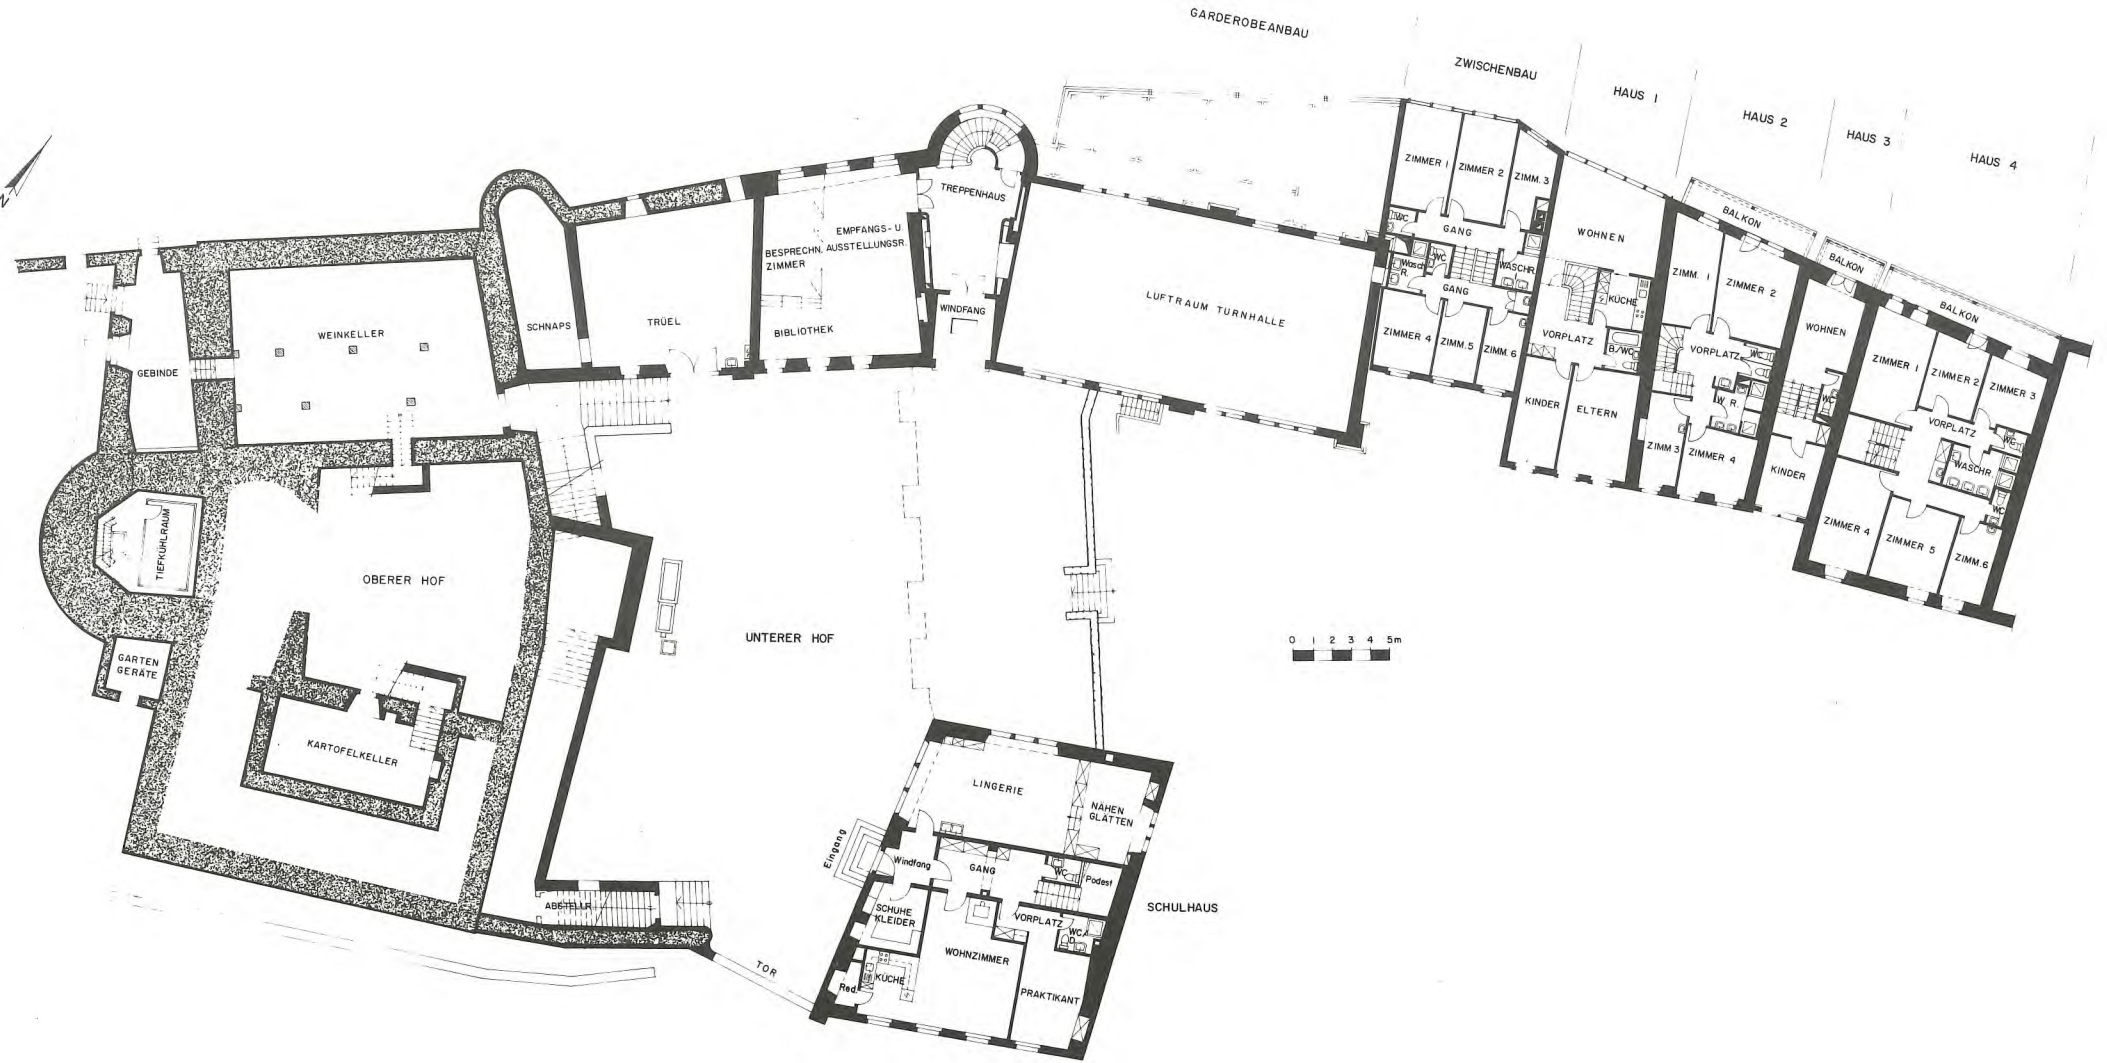 GARDEROBEANBAU
ZWISCHENBAU
HAUS 1
HAUS 2
HAUS 3
HAUS 4
N
ZIMMER 1
ZIMMER 2
ZIMM. 3
WC
GANG
WOHNEN
BALKON
BALKON
BALKON
TREPPENHAUS
EMPFANGS- U.
BESPRECHN. AUSSTELLUNGSR.
ZIMMER
BIBLIOTHEK
WINDFANG
LUFTRAUM TURNHALLE
Wasch
R.
WC
GANG
WASCHR.
ZIMMER 4
ZIMM. 5
ZIMM. 6
KÜCHE
VORPLATZ
B./WC
KINDER
ELTERN
ZIMM. 1
ZIMMER 2
VORPLATZ
WC
W. R.
ZIMM 3
ZIMMER 4
WOHNEN
WC
KINDER
ZIMMER 1
ZIMMER 2
ZIMMER 3
VORPLATZ
WC
WASCHR.
WC
ZIMMER 4
ZIMMER 5
ZIMM. 6
WEINKELLER
SCHNAPS
TRÜEL
GEBINDE
TIEFKÜHLRAUM
OBERER HOF
UNTERER HOF
0 1 2 3 4 5m
GARTEN
GERÄTE
KARTOFELKELLER
LINGERIE
NÄHEN
GLÄTTEN
Eingang
Windfang
GANG
WC
Podest
SCHULHAUS
ABSTELLR.
SCHUHE
KLEIDER
VORPLATZ
WC/
D.
WOHNZIMMER
TOR
KÜCHE
Red.
PRAKTIKANT